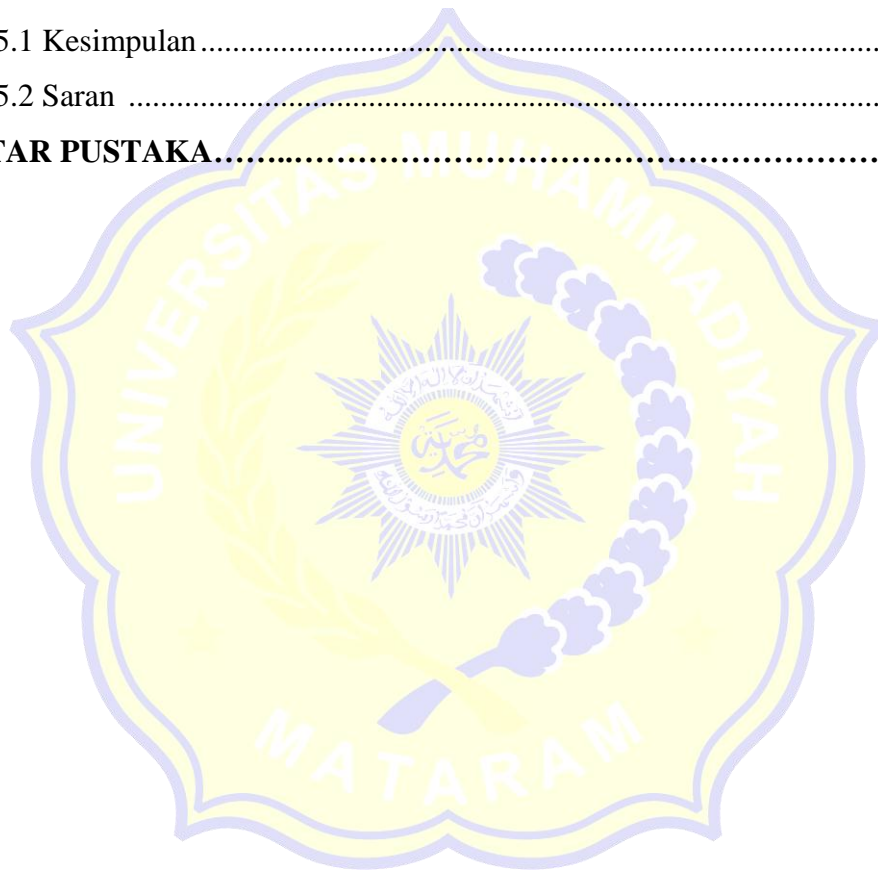 5.1 Kesimpulan.......................................................................................
5.2 Saran ................................................................................................
TAR PUSTAKA……...…………………………………………………………
UNIVERSITAS MUHAMMADIYAH
MATARAM